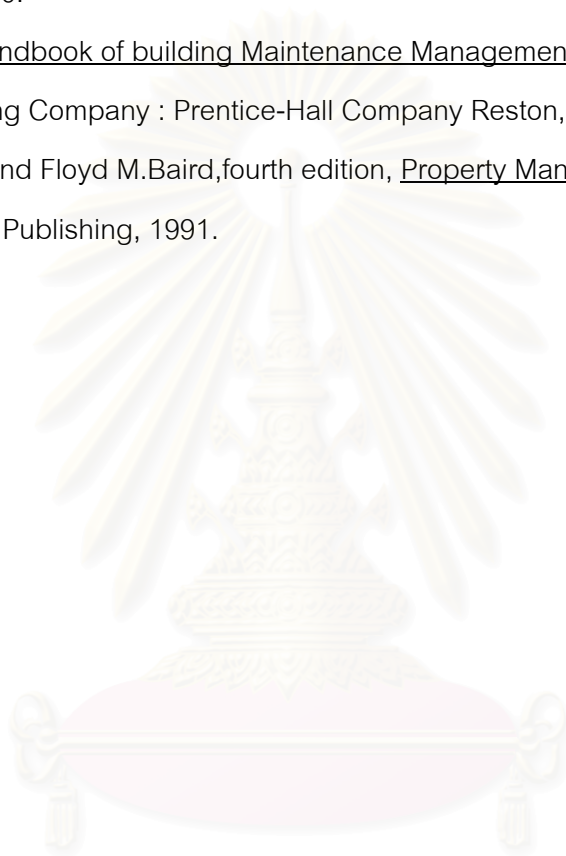 ndbook of building Maintenance Managemen
ng Company : Prentice-Hall Company Reston,
nd Floyd M.Baird,fourth edition, Property Man
Publishing, 1991.